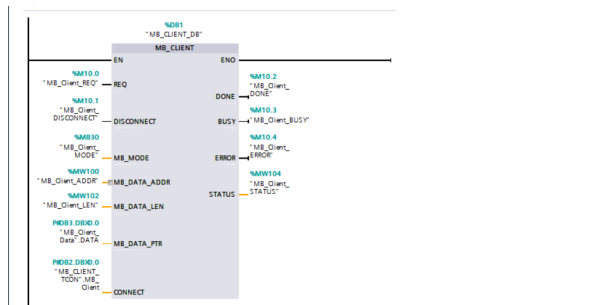 %DB1
"MB_CLIENT_DB"
MB_CLIENT
EN
ENO
%M10.0
"MB_Client_REQ"
REQ
%M10.1
"MB_Client_
DISCONNECT"
DISCONNECT
%MB30
"MB_Client_
MODE"
MB_MODE
%MW100
"MB_Client_ADDR"
MB_DATA_ADDR
%MW102
"MB_Client_LEN"
MB_DATA_LEN
P#DB3.DBX0.0
"MB_Client_
Data".DATA
MB_DATA_PTR
P#DB2.DBX0.0
"MB_CLIENT_
TCON".MB_
Client
CONNECT
%M10.2
"MB_Client_
DONE"
DONE
%M10.3
"MB_Client_BUSY"
BUSY
%M10.4
"MB_Client_
ERROR"
ERROR
%MW104
"MB_Client_
STATUS"
STATUS